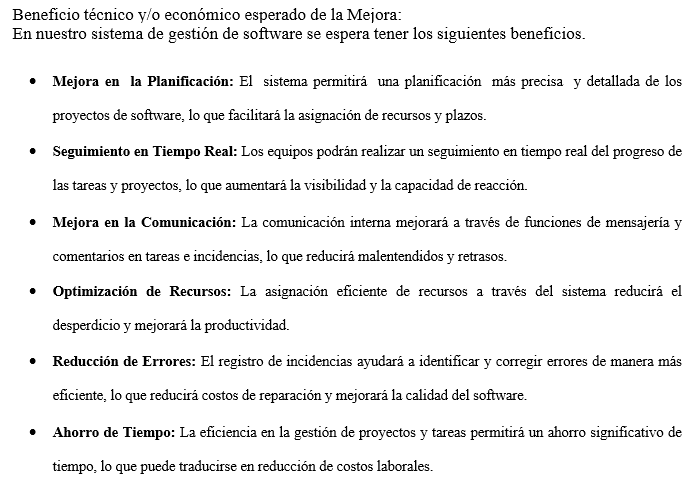 Beneficio técnico y/o económico esperado de la Mejora:
En nuestro sistema de gestión de software se espera tener los siguientes beneficios.
• Mejora en la Planificación: El sistema permitirá una planificación más precisa y detallada de los
proyectos de software, lo que facilitará la asignación de recursos y plazos.
• Seguimiento en Tiempo Real: Los equipos podrán realizar un seguimiento en tiempo real del progreso de
las tareas y proyectos, lo que aumentará la visibilidad y la capacidad de reacción.
• Mejora en la Comunicación: La comunicación interna mejorará a través de funciones de mensajería y
comentarios en tareas e incidencias, lo que reducirá malentendidos y retrasos.
• Optimización de Recursos: La asignación eficiente de recursos a través del sistema reducirá el
desperdicio y mejorará la productividad.
• Reducción de Errores: El registro de incidencias ayudará a identificar y corregir errores de manera más
eficiente, lo que reducirá costos de reparación y mejorará la calidad del software.
• Ahorro de Tiempo: La eficiencia en la gestión de proyectos y tareas permitirá un ahorro significativo de
tiempo, lo que puede traducirse en reducción de costos laborales.